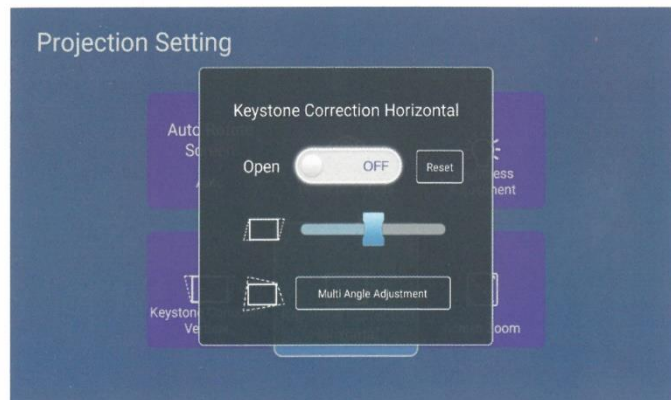 Projection Setting
Keystone Correction Horizontal
Open
OFF
Reset
Multi Angle Adjustment